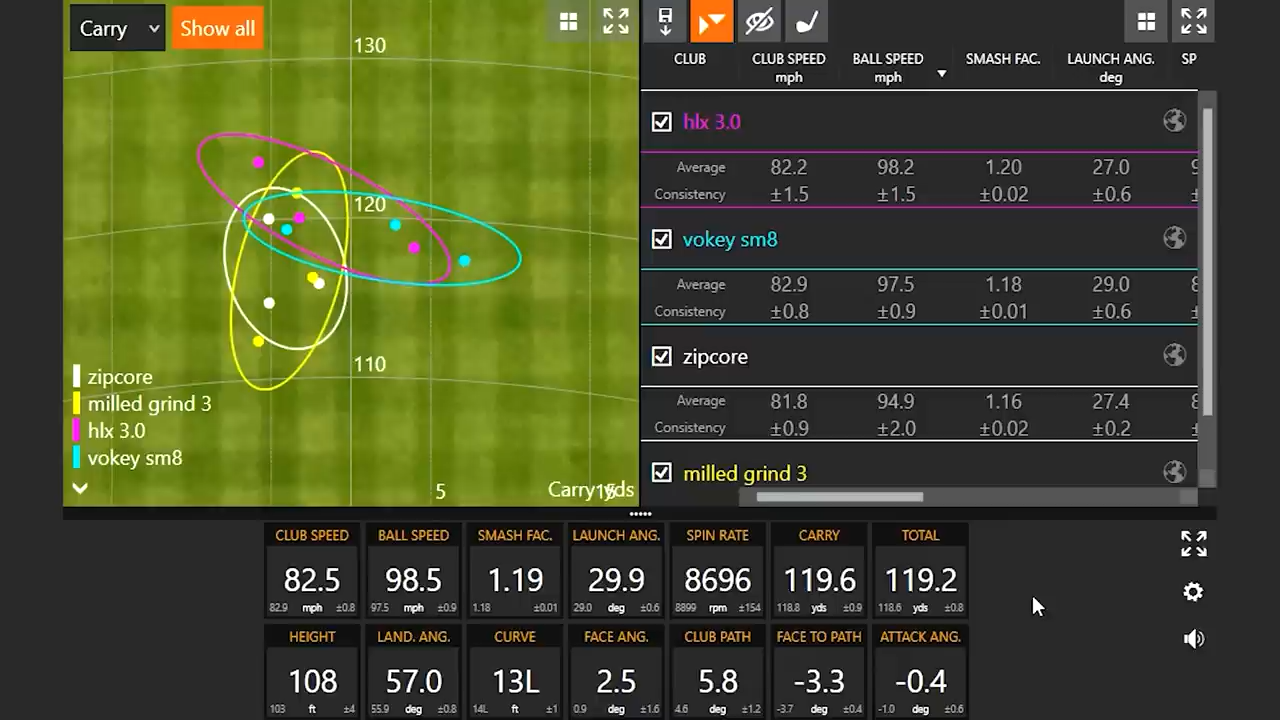 Carry
Show all
130
120
110
5
Carry yds
zipcore
milled grind 3
hlx 3.0
vokey sm8
CLUB CLUB SPEED BALL SPEED SMASH FAC. LAUNCH ANG. SP
mph mph deg
hlx 3.0
Average 82.2 98.2 1.20 27.0
Consistency ±1.5 ±1.5 ±0.02 ±0.6
vokey sm8
Average 82.9 97.5 1.18 29.0
Consistency ±0.8 ±0.9 ±0.01 ±0.6
zipcore
Average 81.8 94.9 1.16 27.4
Consistency ±0.9 ±2.0 ±0.02 ±0.2
milled grind 3
CLUB SPEED BALL SPEED SMASH FAC. LAUNCH ANG. SPIN RATE CARRY TOTAL
82.5 98.5 1.19 29.9 8696 119.6 119.2
82.9 mph ±0.8 97.5 mph ±0.9 1.18 ±0.01 29.0 deg ±0.6 8899 rpm ±154 118.8 yds ±0.9 118.6 yds ±0.8
HEIGHT LAND. ANG. CURVE FACE ANG. CLUB PATH FACE TO PATH ATTACK ANG.
108 57.0 13L 2.5 5.8 -3.3 -0.4
103 ft ±4 55.9 deg ±0.8 14L ft ±1 0.9 deg ±1.6 4.6 deg ±1.2 -3.7 deg ±0.4 -1.0 deg ±0.6